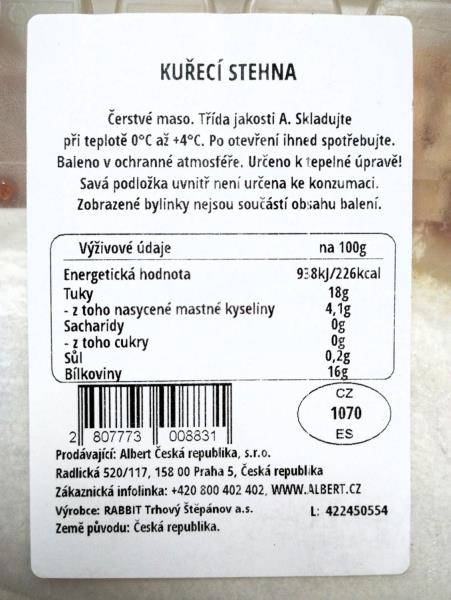 KUŘECÍ STEHNA
Čerstvé maso. Třída jakosti A. Skladujte
při teplotě 0°C až +4°C. Po otevření ihned spotřebujte.
Baleno v ochranné atmosféře. Určeno k tepelné úpravě!
Savá podložka uvnitř není určena ke konzumaci.
Zobrazené bylinky nejsou součástí obsahu balení.
Výživové údaje na 100g
Energetická hodnota 938kJ/226kcal
Tuky 18g
- z toho nasycené mastné kyseliny 4,1g
Sacharidy 0g
- z toho cukry 0g
Sůl 0,2g
Bílkoviny 16g
CZ
1070
ES
2 807773 008831
Prodávající: Albert Česká republika, s.r.o.
Radlická 520/117, 158 00 Praha 5, Česká republika
Zákaznická infolinka: +420 800 402 402, WWW.ALBERT.CZ
Výrobce: RABBIT Trhový Štěpánov a.s. L: 422450554
Země původu: Česká republika.